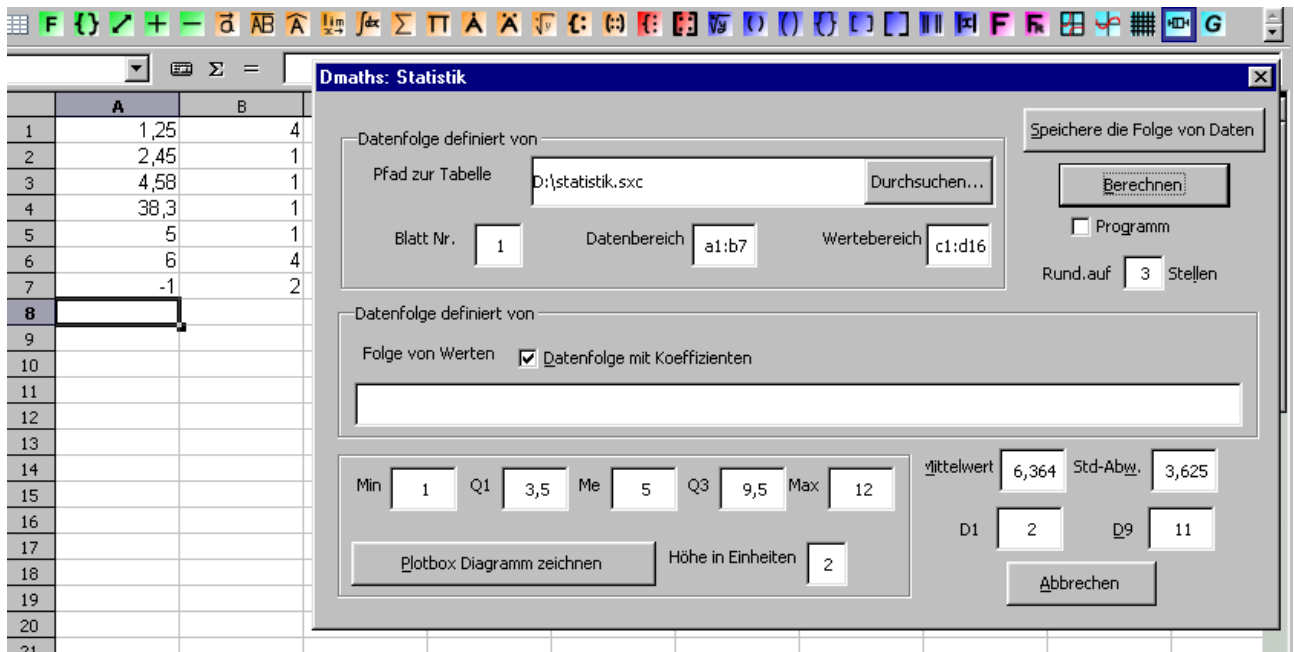 F {} + − a AB A lim ∫dx Σ Π Å Ä √ {: (:) {: [:] () () {} [] [] |x| F G
Σ =
Dmaths: Statistik
A B
1 1,25 4
2 2,45 1
3 4,58 1
4 38,3 1
5 5 1
6 6 4
7 -1 2
8
9
10
11
12
13
14
15
16
17
18
19
20
21
Datenfolge definiert von
Speichere die Folge von Daten
Pfad zur Tabelle D:\statistik.sxc Durchsuchen...
Berechnen
Blatt Nr. 1 Datenbereich a1:b7 Wertebereich c1:d16
Programm
Rund.auf 3 Stellen
Datenfolge definiert von
Folge von Werten Datenfolge mit Koeffizienten
Min 1 Q1 3,5 Me 5 Q3 9,5 Max 12
Mittelwert 6,364 Std-Abw. 3,625
D1 2 D9 11
Plotbox Diagramm zeichnen Höhe in Einheiten 2
Abbrechen